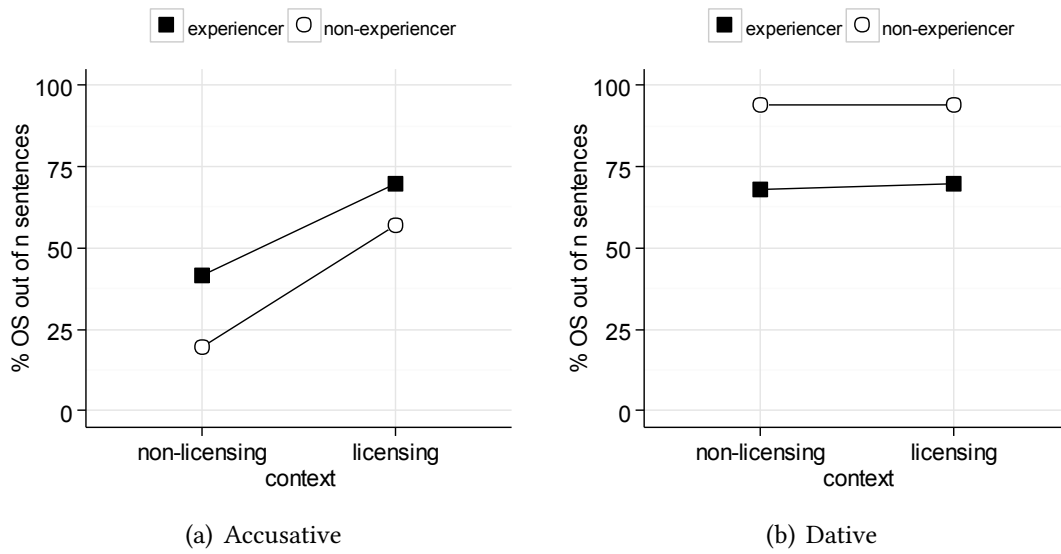 experiencer non-experiencer
% OS out of n sentences
100
75
50
25
0
non-licensing licensing
context
(a) Accusative
experiencer non-experiencer
% OS out of n sentences
100
75
50
25
0
non-licensing licensing
context
(b) Dative